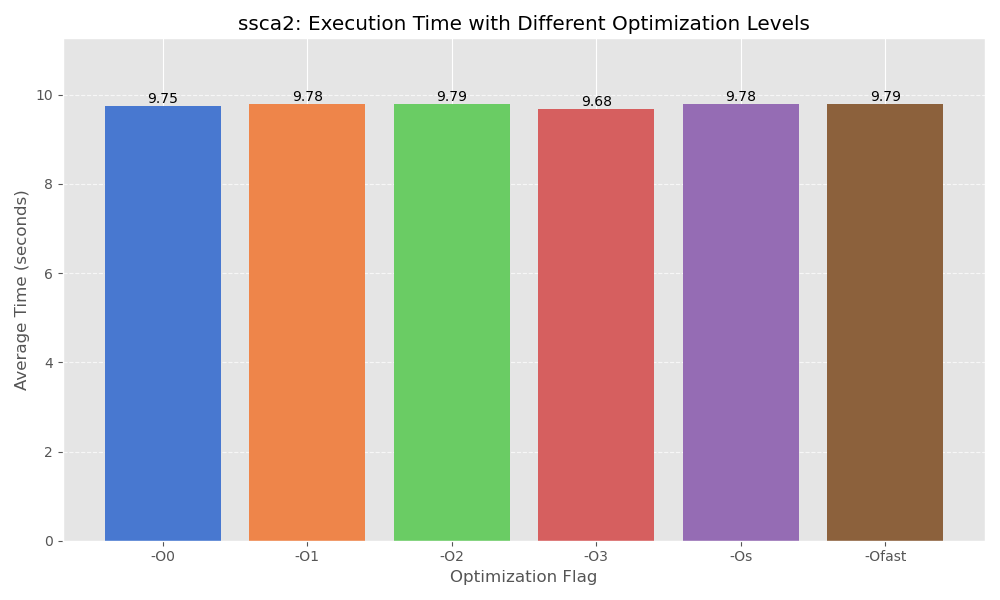 ssca2: Execution Time with Different Optimization Levels
Average Time (seconds)
10
8
6
4
2
0
9.75
9.78
9.79
9.68
9.78
9.79
-O0
-O1
-O2
-O3
-Os
-Ofast
Optimization Flag